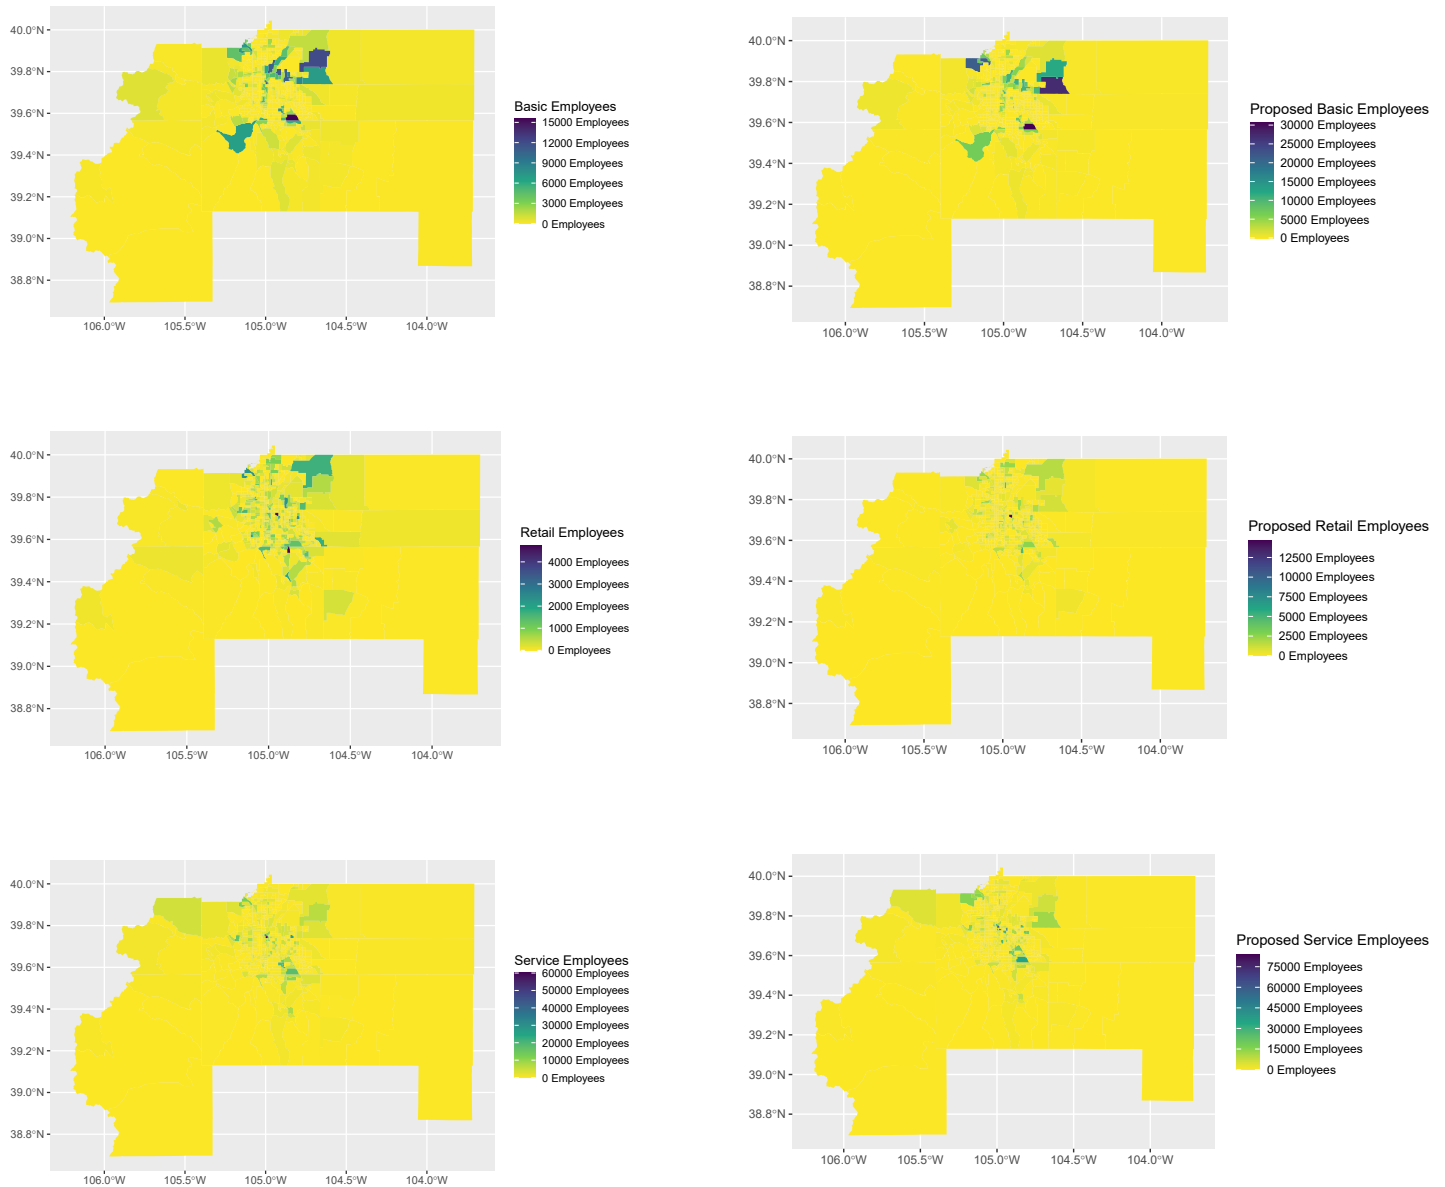 40.0°N
39.8°N
39.6°N
39.4°N
39.2°N
39.0°N
38.8°N
106.0°W 105.5°W 105.0°W 104.5°W 104.0°W
Basic Employees
15000 Employees
12000 Employees
9000 Employees
6000 Employees
3000 Employees
0 Employees
40.0°N
39.8°N
39.6°N
39.4°N
39.2°N
39.0°N
38.8°N
106.0°W 105.5°W 105.0°W 104.5°W 104.0°W
Proposed Basic Employees
30000 Employees
25000 Employees
20000 Employees
15000 Employees
10000 Employees
5000 Employees
0 Employees
40.0°N
39.8°N
39.6°N
39.4°N
39.2°N
39.0°N
38.8°N
106.0°W 105.5°W 105.0°W 104.5°W 104.0°W
Retail Employees
4000 Employees
3000 Employees
2000 Employees
1000 Employees
0 Employees
40.0°N
39.8°N
39.6°N
39.4°N
39.2°N
39.0°N
38.8°N
106.0°W 105.5°W 105.0°W 104.5°W 104.0°W
Proposed Retail Employees
12500 Employees
10000 Employees
7500 Employees
5000 Employees
2500 Employees
0 Employees
40.0°N
39.8°N
39.6°N
39.4°N
39.2°N
39.0°N
38.8°N
106.0°W 105.5°W 105.0°W 104.5°W 104.0°W
Service Employees
60000 Employees
50000 Employees
40000 Employees
30000 Employees
20000 Employees
10000 Employees
0 Employees
40.0°N
39.8°N
39.6°N
39.4°N
39.2°N
39.0°N
38.8°N
106.0°W 105.5°W 105.0°W 104.5°W 104.0°W
Proposed Service Employees
75000 Employees
60000 Employees
45000 Employees
30000 Employees
15000 Employees
0 Employees